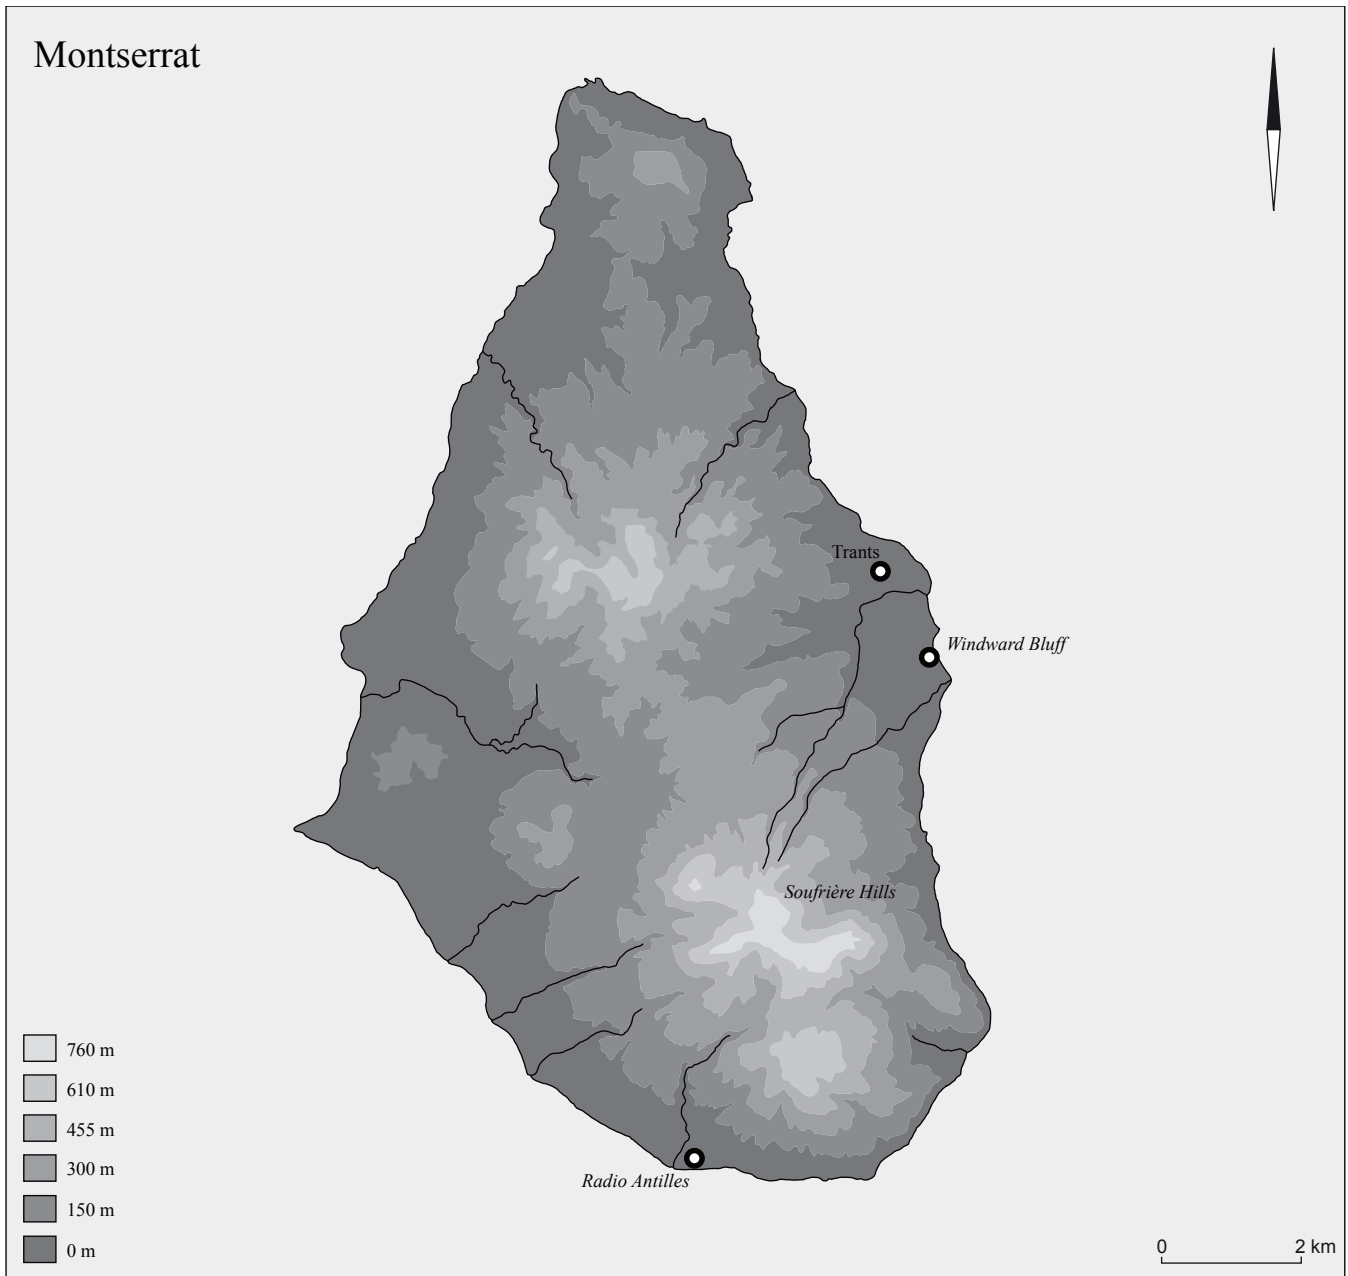 Montserrat
Trants
Windward Bluff
Soufrière Hills
Radio Antilles
760 m
610 m
455 m
300 m
150 m
0 m
0 2 km